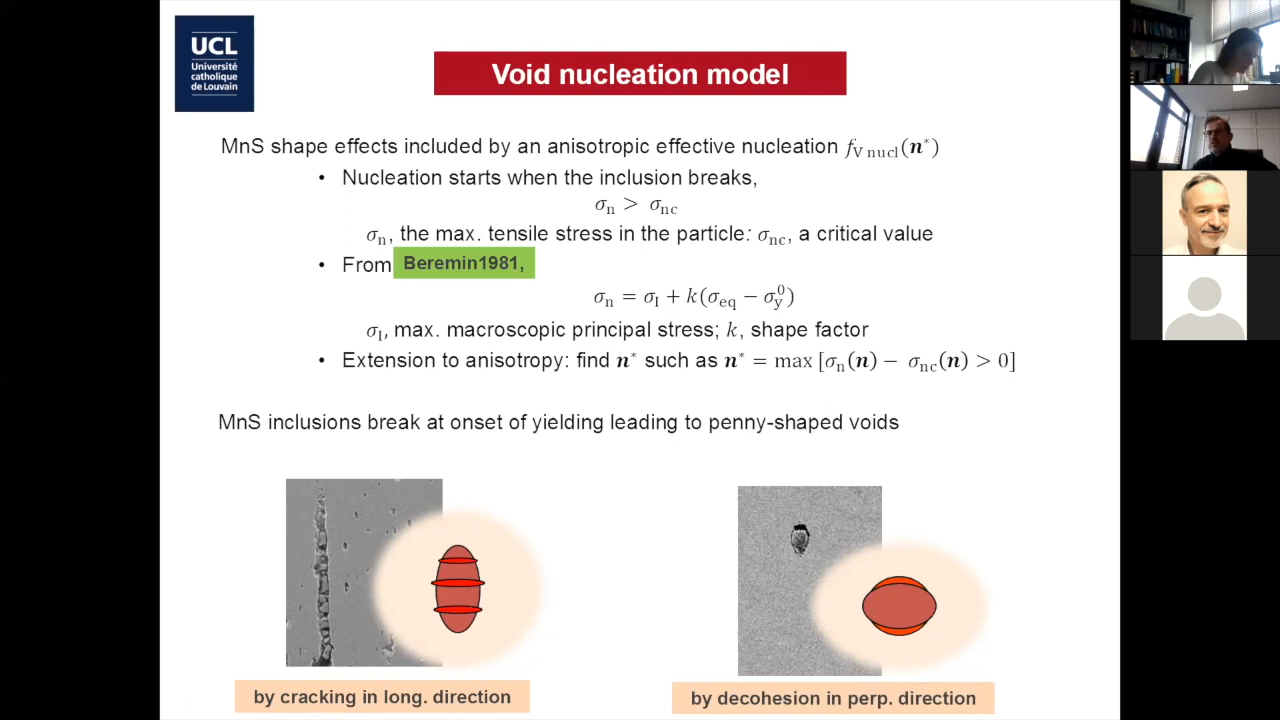 UCL
Université
catholique
de Louvain
Void nucleation model
MnS shape effects included by an anisotropic effective nucleation f_V nucl(n*)
• Nucleation starts when the inclusion breaks,
σ_n > σ_nc
σ_n, the max. tensile stress in the particle: σ_nc, a critical value
• From Beremin1981,
σ_n = σ_I + k(σ_eq − σ_y^0)
σ_I, max. macroscopic principal stress; k, shape factor
• Extension to anisotropy: find n* such as n* = max [σ_n(n) − σ_nc(n) > 0]
MnS inclusions break at onset of yielding leading to penny-shaped voids
by cracking in long. direction
by decohesion in perp. direction